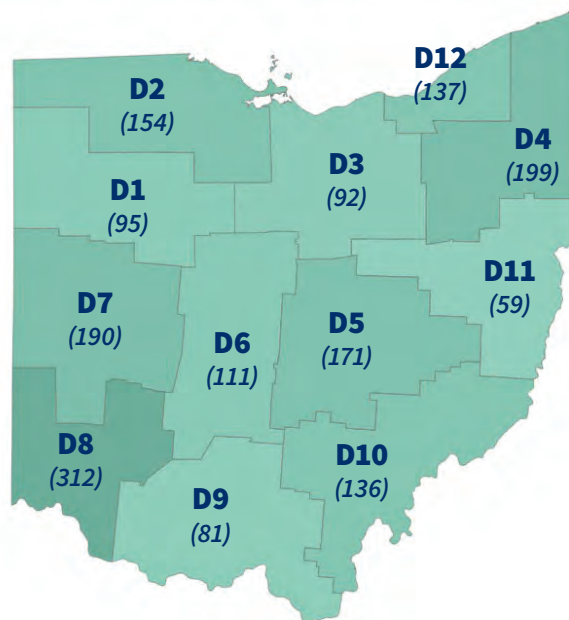 D12
(137)
D2
(154)
D4
(199)
D3
(92)
D1
(95)
D11
(59)
D7
(190)
D5
(171)
D6
(111)
D8
(312)
D10
(136)
D9
(81)